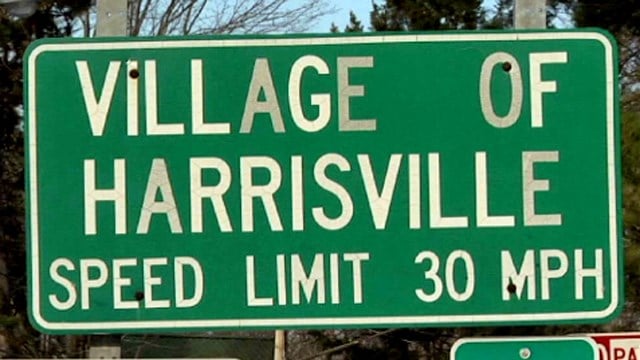 VILLAGE OF
HARRISVILLE
SPEED LIMIT 30 MPH